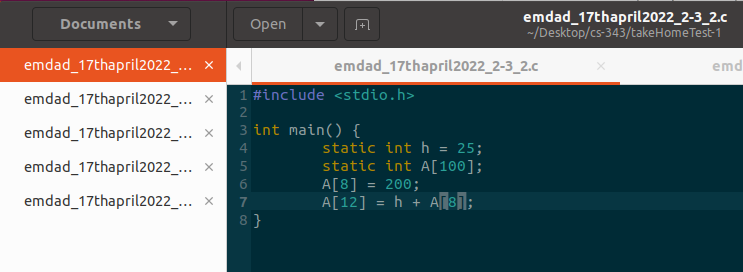 Documents
Open
emdad_17thapril2022_2-3_2.c
~/Desktop/cs-343/takeHomeTest-1
emdad_17thapril2022_... ×
emdad_17thapril2022_... ×
emdad_17thapril2022_... ×
emdad_17thapril2022_... ×
emdad_17thapril2022_... ×
emdad_17thapril2022_2-3_2.c ×
emd
1 #include <stdio.h>
2
3 int main() {
4         static int h = 25;
5         static int A[100];
6         A[8] = 200;
7         A[12] = h + A[8];
8 }